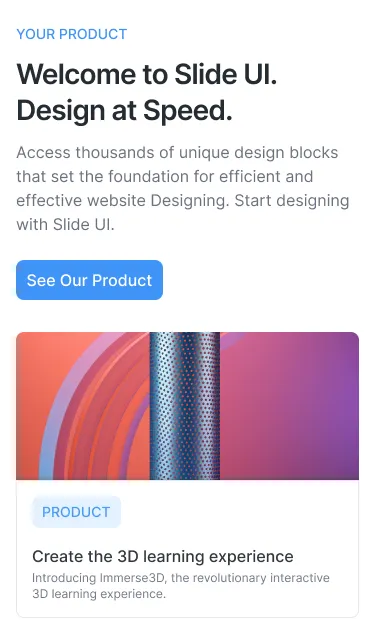 YOUR PRODUCT
Welcome to Slide UI.
Design at Speed.
Access thousands of unique design blocks
that set the foundation for efficient and
effective website Designing. Start designing
with Slide UI.
See Our Product
PRODUCT
Create the 3D learning experience
Introducing Immerse3D, the revolutionary interactive
3D learning experience.